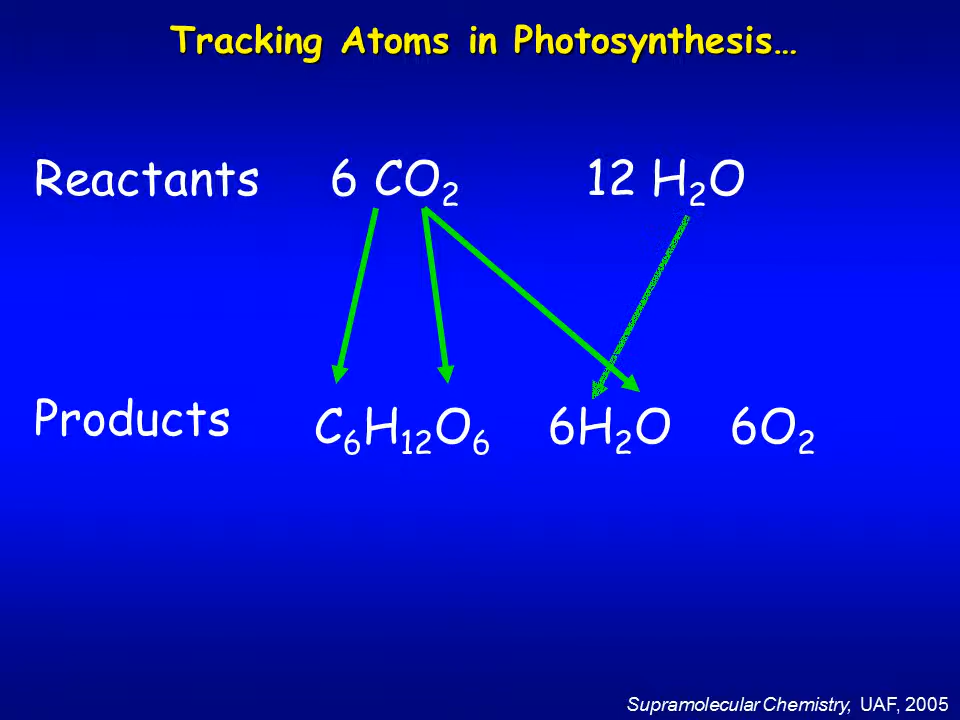 Tracking Atoms in Photosynthesis…
Reactants 6 CO₂ 12 H₂O
Products C₆H₁₂O₆ 6H₂O 6O₂
Supramolecular Chemistry, UAF, 2005